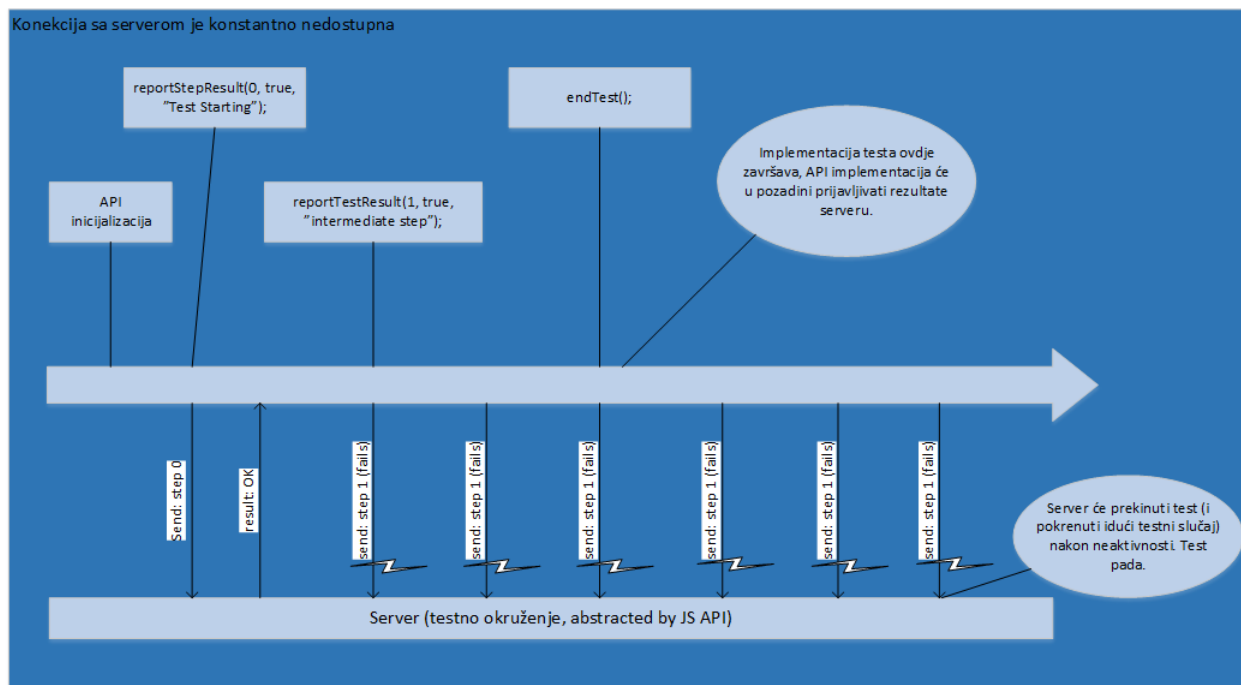 Konekcija sa serverom je konstantno nedostupna
reportStepResult(0, true,
"Test Starting");
endTest();
Implementacija testa ovdje
završava, API implementacija će
u pozadini prijavljivati rezultate
serveru.
API
inicijalizacija
reportTestResult(1, true,
"intermediate step");
Send: step 0
result: OK
send: step 1 (fails)
send: step 1 (fails)
send: step 1 (fails)
send: step 1 (fails)
send: step 1 (fails)
send: step 1 (fails)
Server će prekinuti test (i
pokrenuti idući testni slučaj)
nakon neaktivnosti. Test
pada.
Server (testno okruženje, abstracted by JS API)